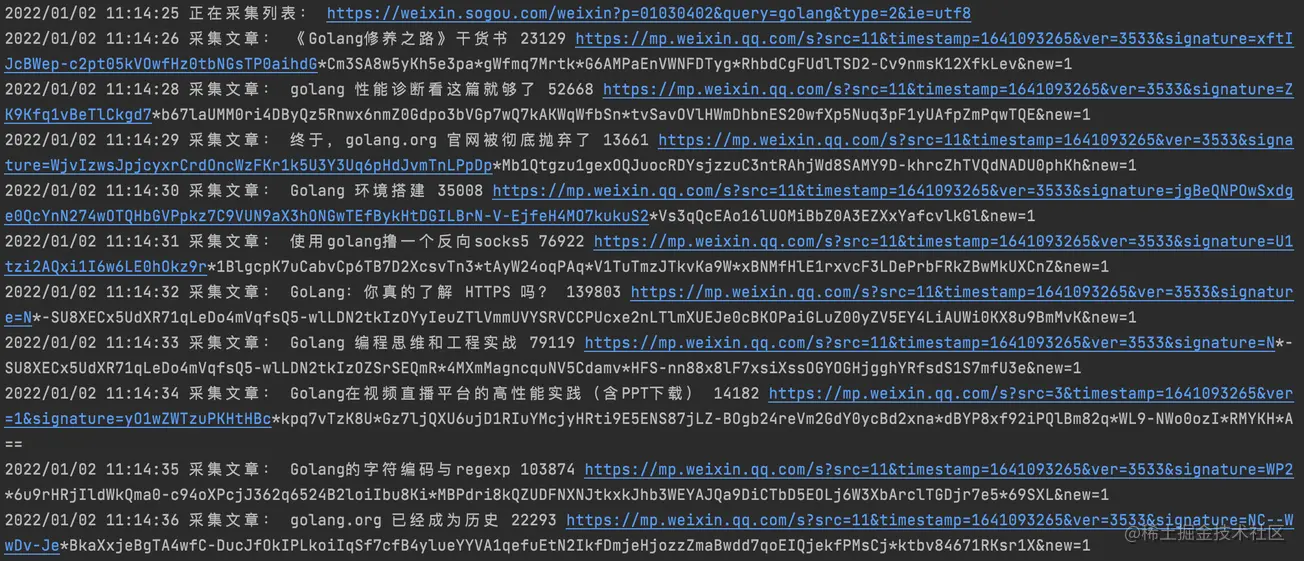 2022/01/02 11:14:25 正在采集列表： https://weixin.sogou.com/weixin?p=01030402&query=golang&type=2&ie=utf8
2022/01/02 11:14:26 采集文章： 《Golang修养之路》干货书 23129 https://mp.weixin.qq.com/s?src=11&timestamp=1641093265&ver=3533&signature=xftI
JcBWep-c2pt05kVOwfHz0tbNGsTP0aihdG*Cm3SA8w5yKh5e3pa*gWfmq7Mrtk*G6AMPaEnVWNFDTyg*RhbdCgFUdlTSD2-Cv9nmsK12XfkLev&new=1
2022/01/02 11:14:28 采集文章： golang 性能诊断看这篇就够了 52668 https://mp.weixin.qq.com/s?src=11&timestamp=1641093265&ver=3533&signature=Z
K9Kfq1vBeTlCkgd7*b67laUMM0ri4DByQz5Rnwx6nmZ0Gdpo3bVGp7wQ7kAKWqWfbSn*tvSavOVlHWmDhbnES20wfXp5Nuq3pF1yUAfpZmPqwTQE&new=1
2022/01/02 11:14:29 采集文章： 终于，golang.org 官网被彻底抛弃了 13661 https://mp.weixin.qq.com/s?src=11&timestamp=1641093265&ver=3533&signa
ture=WjvIzwsJpjcyxrCrdOncWzFKr1k5U3Y3Uq6pHdJvmTnLPpDp*Mb1Qtgzu1gexOQJuocRDYsjzzuC3ntRAhjWd8SAMY9D-khrcZhTVQdNADU0phKh&new=1
2022/01/02 11:14:30 采集文章： Golang 环境搭建 35008 https://mp.weixin.qq.com/s?src=11&timestamp=1641093265&ver=3533&signature=jgBeQNPOwSxdg
e0QcYnN274wOTQHbGVPpkz7C9VUN9aX3hONGwTEfBykHtDGILBrN-V-EjfeH4MO7kukuS2*Vs3qQcEAo16lUOMiBbZ0A3EZXxYafcvlkGl&new=1
2022/01/02 11:14:31 采集文章： 使用golang撸一个反向socks5 76922 https://mp.weixin.qq.com/s?src=11&timestamp=1641093265&ver=3533&signature=U1
tzi2AQxi1I6w6LE0hOkz9r*1BlgcpK7uCabvCp6TB7D2XcsvTn3*tAyW24oqPAq*V1TuTmzJTkvKa9W*xBNMfHlE1rxvcF3LDePrbFRkZBwMkUXCnZ&new=1
2022/01/02 11:14:32 采集文章： GoLang：你真的了解 HTTPS 吗？ 139803 https://mp.weixin.qq.com/s?src=11&timestamp=1641093265&ver=3533&signatur
e=N*-SU8XECx5UdXR71qLeDo4mVqfsQ5-wlLDN2tkIzOYyIeuZTlVmmUVYSRVCCPUcxe2nLTlmXUEJe0cBKOPaiGLuZ00yZV5EY4LiAUWi0KX8u9BmMvK&new=1
2022/01/02 11:14:33 采集文章： Golang 编程思维和工程实战 79119 https://mp.weixin.qq.com/s?src=11&timestamp=1641093265&ver=3533&signature=N*-
SU8XECx5UdXR71qLeDo4mVqfsQ5-wlLDN2tkIzOZSrSEQmR*4MXmMagncquNV5Cdamv*HFS-nn88x8lF7xsiXssOGYOGHjgghYRfsdS1S7mfU3e&new=1
2022/01/02 11:14:34 采集文章： Golang在视频直播平台的高性能实践（含PPT下载） 14182 https://mp.weixin.qq.com/s?src=3&timestamp=1641093265&ver
=1&signature=yO1wZWTzuPKHtHBc*kpq7vTzK8U*Gz7ljQXU6ujD1RIuYMcjyHRti9E5ENS87jLZ-BOgb24reVm2GdY0ycBd2xna*dBYP8xf92iPQlBm82q*WL9-NWo0ozI*RMYKH*A
==
2022/01/02 11:14:35 采集文章： Golang的字符编码与regexp 103874 https://mp.weixin.qq.com/s?src=11&timestamp=1641093265&ver=3533&signature=WP2
*6u9rHRjIldWkQma0-c94oXPcjJ362q6524B2loiIbu8Ki*MBPdri8kQZUDFNXNJtkxkJhb3WEYAJQa9DiCTbD5EOLj6W3XbArclTGDjr7e5*69SXL&new=1
2022/01/02 11:14:36 采集文章： golang.org 已经成为历史 22293 https://mp.weixin.qq.com/s?src=11&timestamp=1641093265&ver=3533&signature=NC--W
wDv-Je*BkaXxjeBgTA4wfC-DucJfOkIPLkoiIqSf7cfB4ylueYYVA1qefuEtN2IkfDmjeHjozzZmaBwdd7qoEIQjekfPMsCj*ktbv84671RKsr1X&new=1
@稀土掘金技术社区